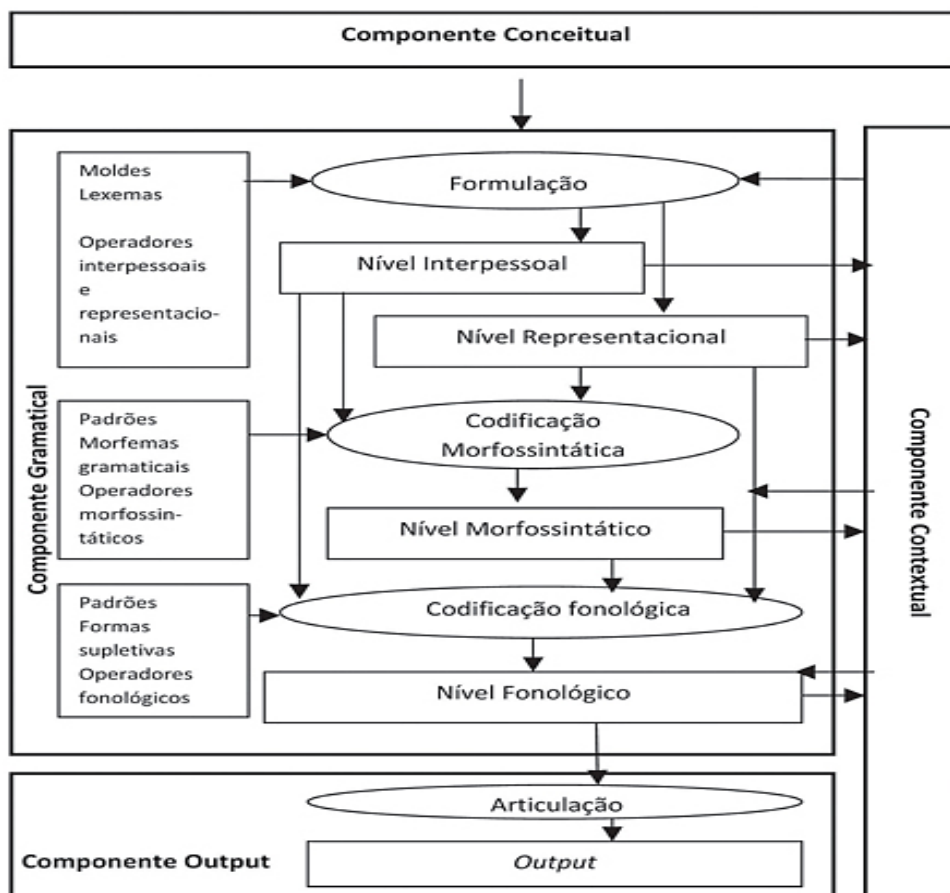 Componente Conceitual
Moldes
Lexemas
Operadores
interpessoais
e
representacio-
nais
Formulação
Nível Interpessoal
Nível Representacional
Componente Gramatical
Padrões
Morfemas
gramaticais
Operadores
morfossin-
táticos
Codificação
Morfossintática
Nível Morfossintático
Componente Contextual
Padrões
Formas
supletivas
Operadores
fonológicos
Codificação fonológica
Nível Fonológico
Articulação
Componente Output
Output